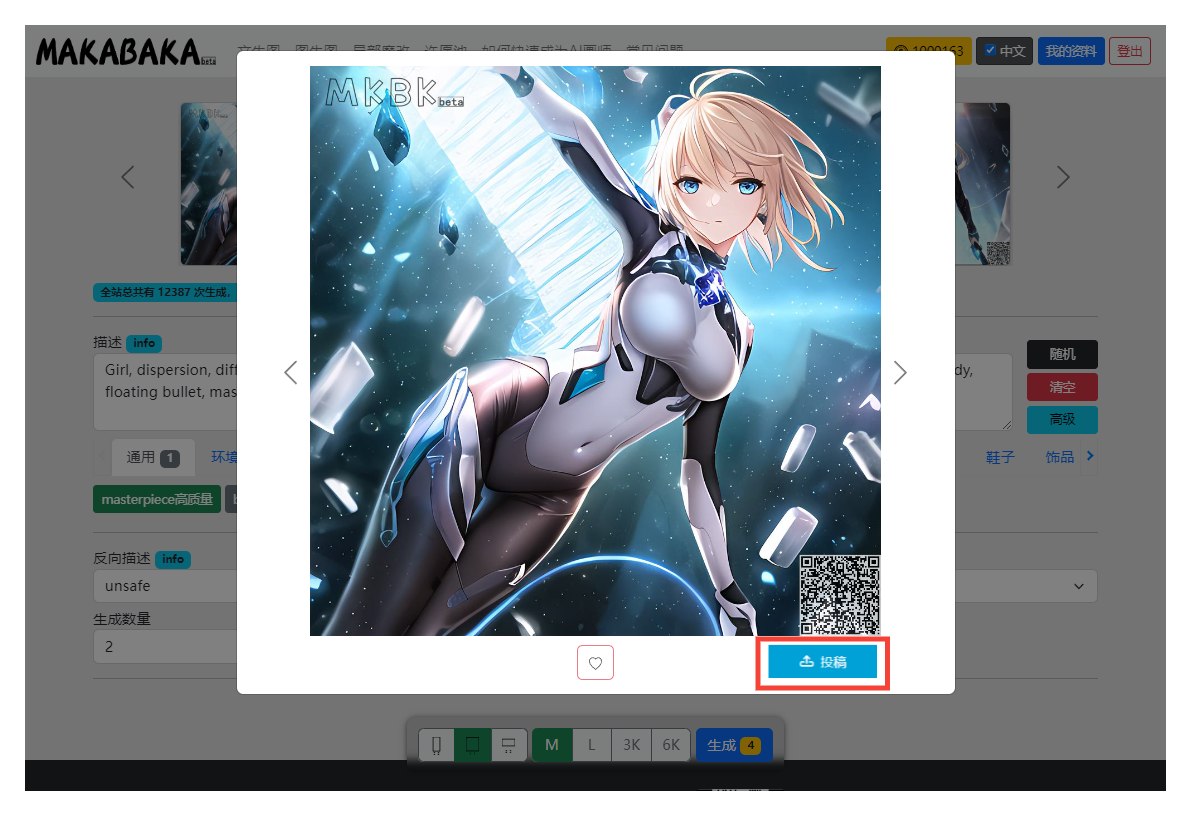 MAKABAKA beta
1000163
中文
我的资料
登出
MKBK beta
全站总共有 12387 次生成,
描述 info
Girl, dispersion, diff
dy,
floating bullet, mas
随机
清空
高级
通用 1
环境
鞋子
饰品
masterpiece高质量
反向描述 info
unsafe
生成数量
2
投稿
M
L
3K
6K
生成 4